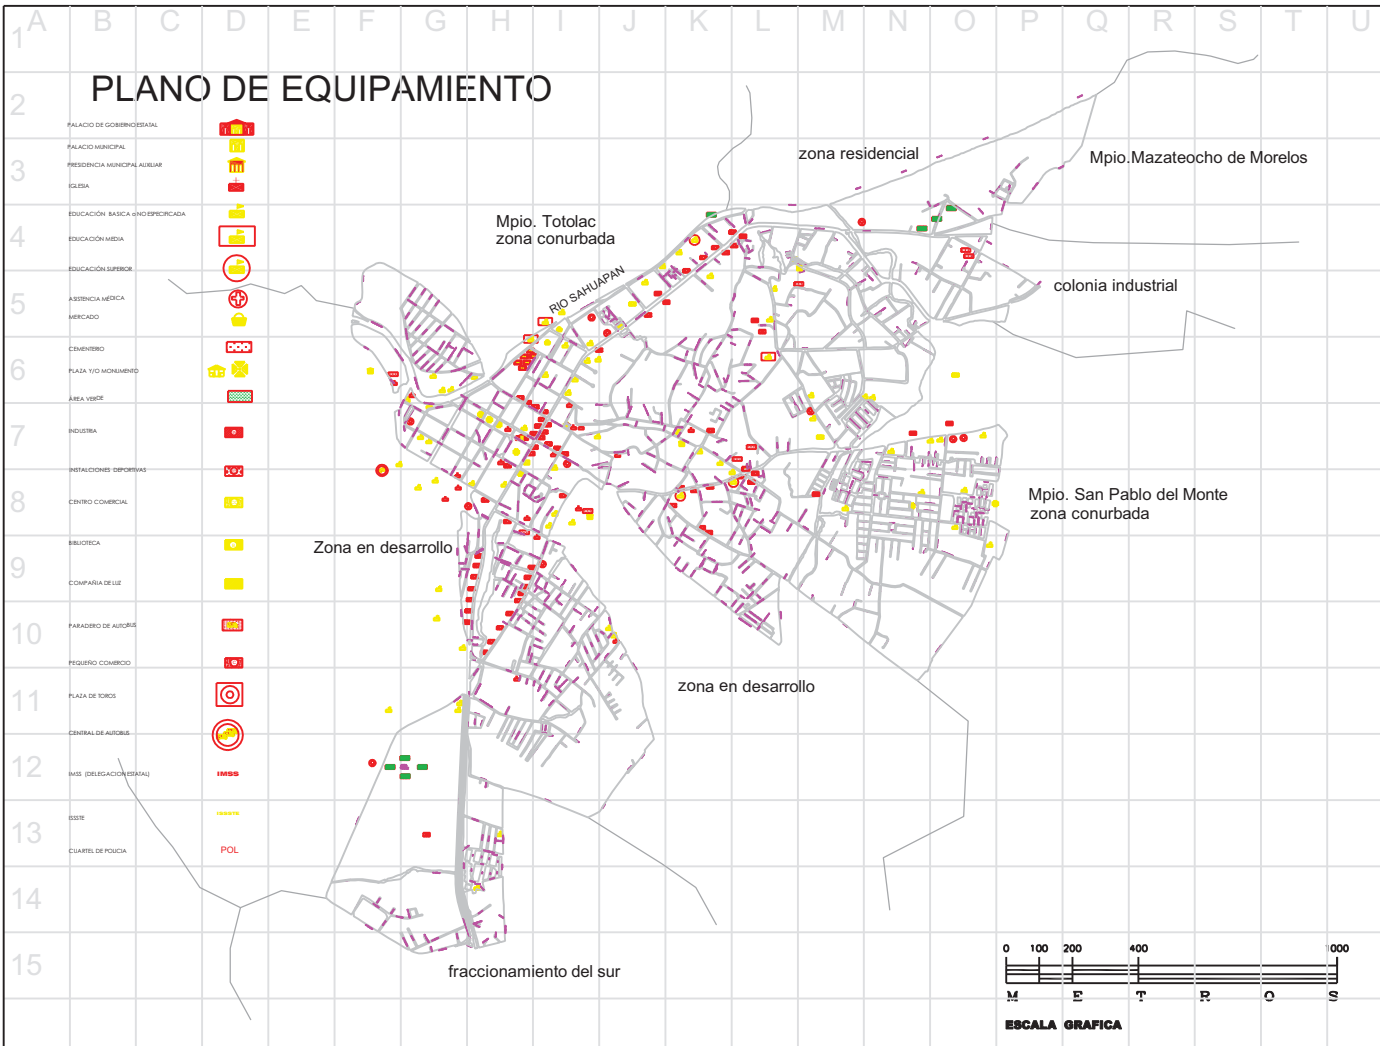 A B C D E F G H I J K L M N O P Q R S T U
1
2
3
4
5
6
7
8
9
10
11
12
13
14
15
PLANO DE EQUIPAMIENTO
PALACIO DE GOBIERNO ESTATAL
PALACIO MUNICIPAL
PRESIDENCIA MUNICIPAL AUXILIAR
IGLESIA
EDUCACIÓN BASICA o NO ESPECIFICADA
EDUCACIÓN MEDIA
EDUCACIÓN SUPERIOR
ASISTENCIA MÉDICA
MERCADO
CEMENTERIO
PLAZA Y/O MONUMENTO
ÁREA VERDE
INDUSTRIA
INSTALCIONES DEPORTIVAS
CENTRO COMERCIAL
BIBLIOTECA
COMPAÑIA DE LUZ
PARADERO DE AUTOBUS
PEQUEÑO COMERCIO
PLAZA DE TOROS
CENTRAL DE AUTOBUS
IMSS (DELEGACION ESTATAL)
IMSS
ISSSTE
ISSSTE
CUARTEL DE POLICIA
POL
zona residencial
Mpio.Mazateocho de Morelos
Mpio. Totolac
zona conurbada
RIO SAHUAPAN
colonia industrial
Mpio. San Pablo del Monte
zona conurbada
Zona en desarrollo
zona en desarrollo
fraccionamiento del sur
0 100 200 400 1000
M E T R O S
ESCALA GRAFICA